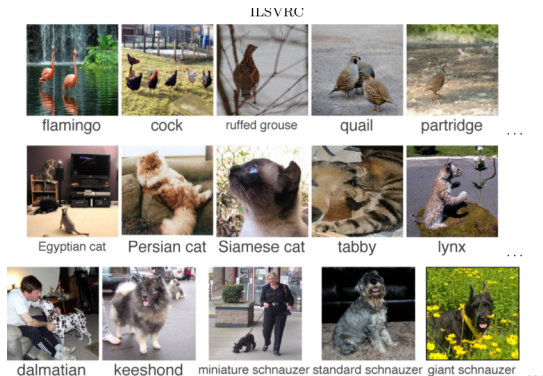 ILSVRC
flamingo cock ruffed grouse quail partridge ...
Egyptian cat Persian cat Siamese cat tabby lynx ...
dalmatian keeshond miniature schnauzer standard schnauzer giant schnauzer ...